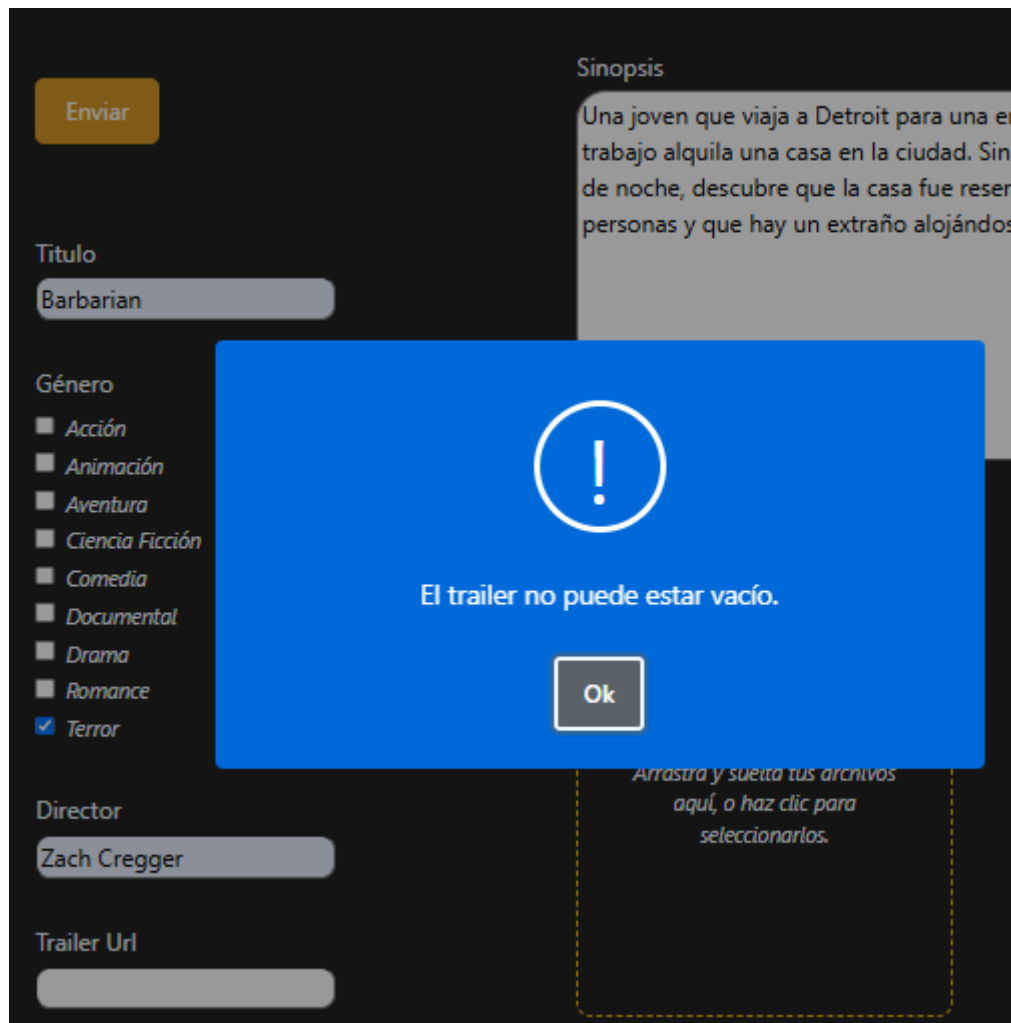 Enviar
Titulo
Barbarian
Género
Acción
Animación
Aventura
Ciencia Ficción
Comedia
Documental
Drama
Romance
Terror
Director
Zach Cregger
Trailer Url
Sinopsis
Una joven que viaja a Detroit para una
trabajo alquila una casa en la ciudad. Sin
de noche, descubre que la casa fue
personas y que hay un extraño
!
El trailer no puede estar vacío.
Ok
Arrastra y suelta tus archivos
aquí, o haz clic para
seleccionarlos.